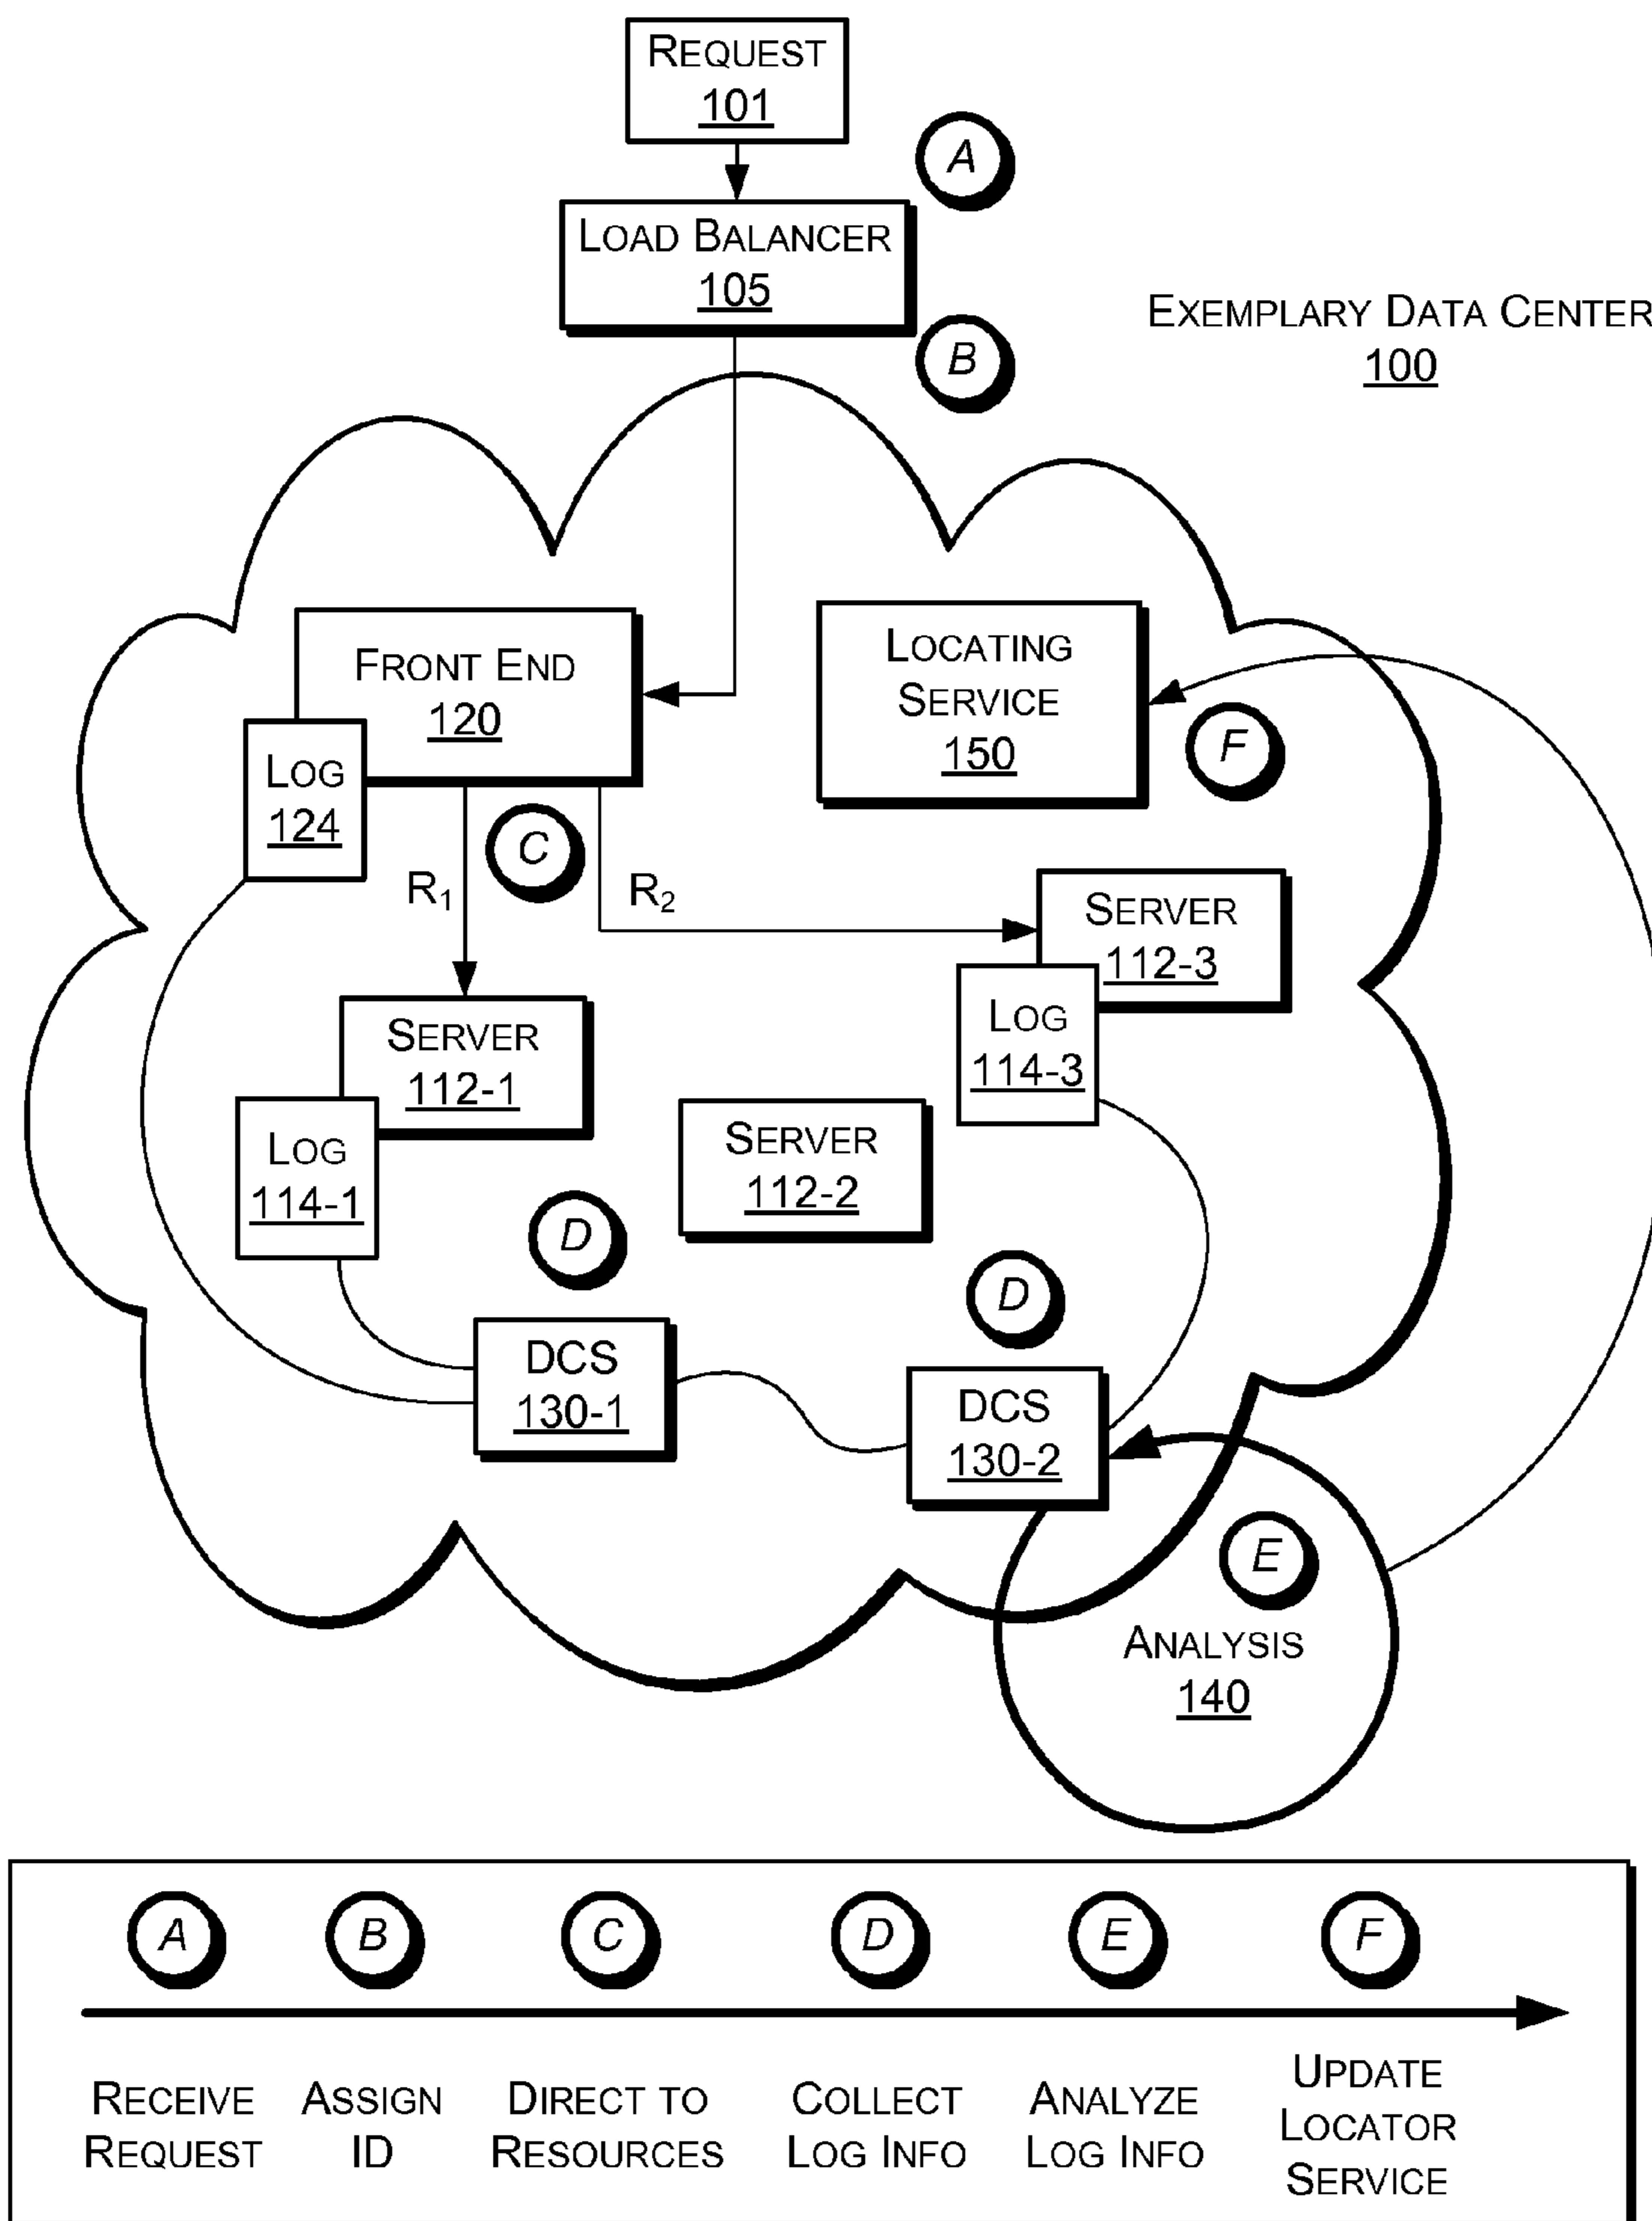 REQUEST
101
A
LOAD BALANCER
105
B
EXEMPLARY DATA CENTER
100
FRONT END
120
LOG
124
LOCATING
SERVICE
150
F
C
R1
R2
SERVER
112-3
LOG
114-3
SERVER
112-1
LOG
114-1
SERVER
112-2
D
D
DCS
130-1
DCS
130-2
E
ANALYSIS
140
A B C D E F
RECEIVE
REQUEST
ASSIGN
ID
DIRECT TO
RESOURCES
COLLECT
LOG INFO
ANALYZE
LOG INFO
UPDATE
LOCATOR
SERVICE